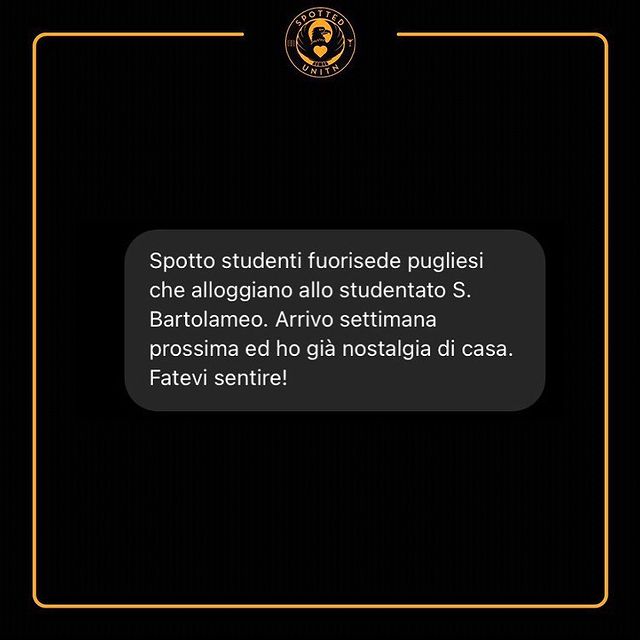 SPOTTED
UNITN
Spotto studenti fuorisede pugliesi
che alloggiano allo studentato S.
Bartolameo. Arrivo settimana
prossima ed ho già nostalgia di casa.
Fatevi sentire!